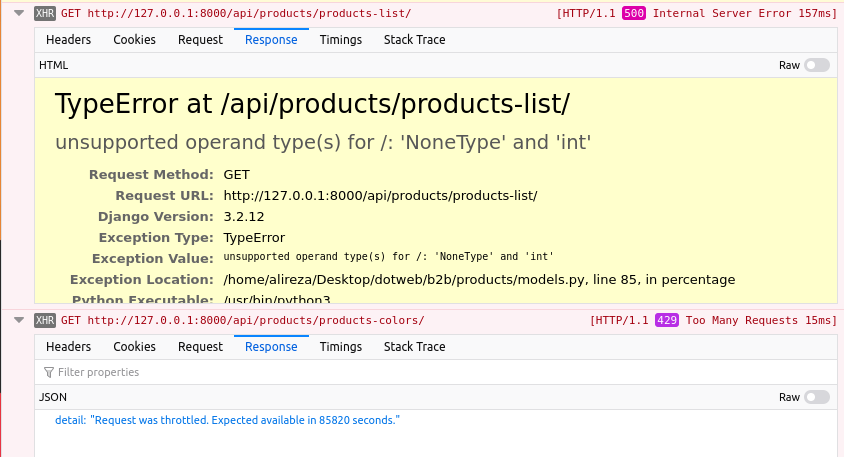 XHR GET http://127.0.0.1:8000/api/products/products-list/ [HTTP/1.1 500 Internal Server Error 157ms]
Headers Cookies Request Response Timings Stack Trace
HTML Raw
TypeError at /api/products/products-list/
unsupported operand type(s) for /: 'NoneType' and 'int'
Request Method: GET
Request URL: http://127.0.0.1:8000/api/products/products-list/
Django Version: 3.2.12
Exception Type: TypeError
Exception Value: unsupported operand type(s) for /: 'NoneType' and 'int'
Exception Location: /home/alireza/Desktop/dotweb/b2b/products/models.py, line 85, in percentage
Python Executable: /usr/bin/python3
XHR GET http://127.0.0.1:8000/api/products/products-colors/ [HTTP/1.1 429 Too Many Requests 15ms]
Headers Cookies Request Response Timings Stack Trace
Filter properties
JSON Raw
detail: "Request was throttled. Expected available in 85820 seconds."